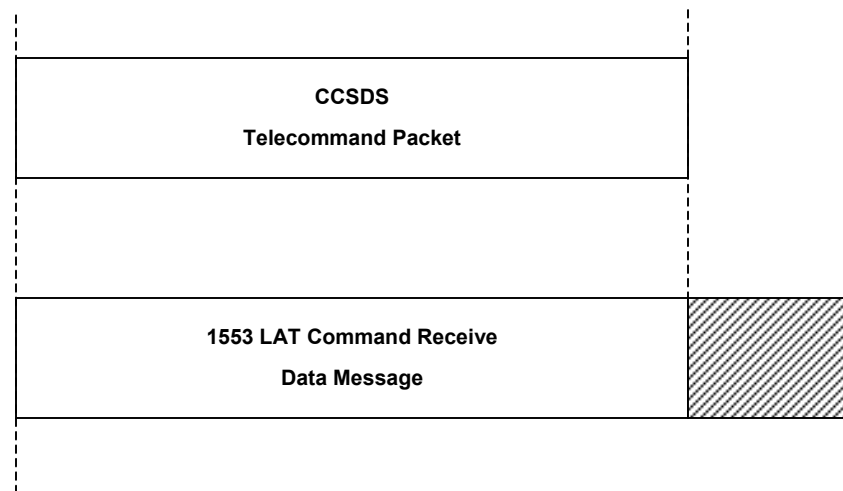 CCSDS
Telecommand Packet
1553 LAT Command Receive
Data Message